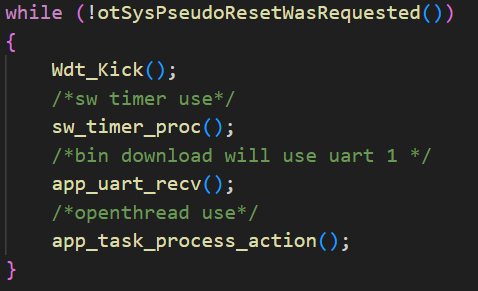 while (!otSysPseudoResetWasRequested())
{
    Wdt_Kick();
    /*sw timer use*/
    sw_timer_proc();
    /*bin download will use uart 1 */
    app_uart_recv();
    /*openthread use*/
    app_task_process_action();
}